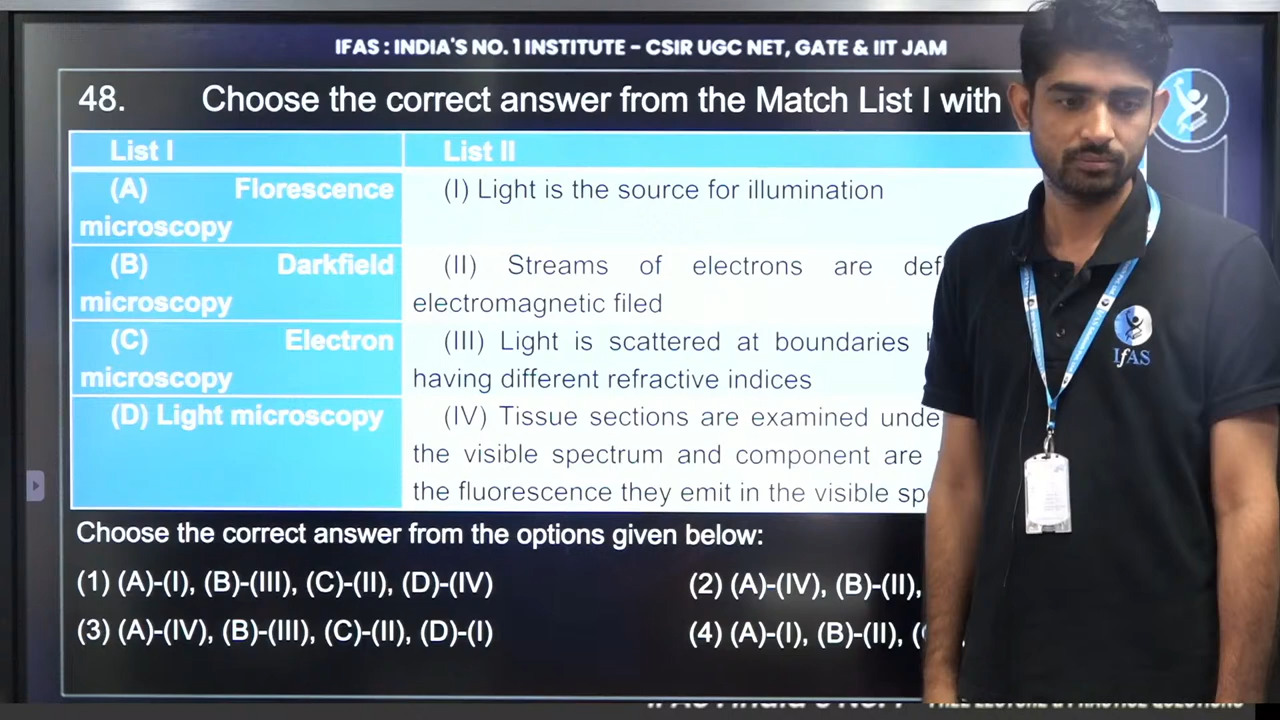 IFAS : INDIA'S NO. 1 INSTITUTE - CSIR UGC NET, GATE & IIT JAM
48. Choose the correct answer from the Match List I with
List I List II
(A) Florescence (I) Light is the source for illumination
microscopy
(B) Darkfield (II) Streams of electrons are
microscopy electromagnetic filed
(C) Electron (III) Light is scattered at boundaries
microscopy having different refractive indices
(D) Light microscopy (IV) Tissue sections are examined
the visible spectrum and component are
the fluorescence they emit in the visible
Choose the correct answer from the options given below:
(1) (A)-(I), (B)-(III), (C)-(II), (D)-(IV) (2) (A)-(IV), (B)-(II),
(3) (A)-(IV), (B)-(III), (C)-(II), (D)-(I) (4) (A)-(I), (B)-(II),
IfAS